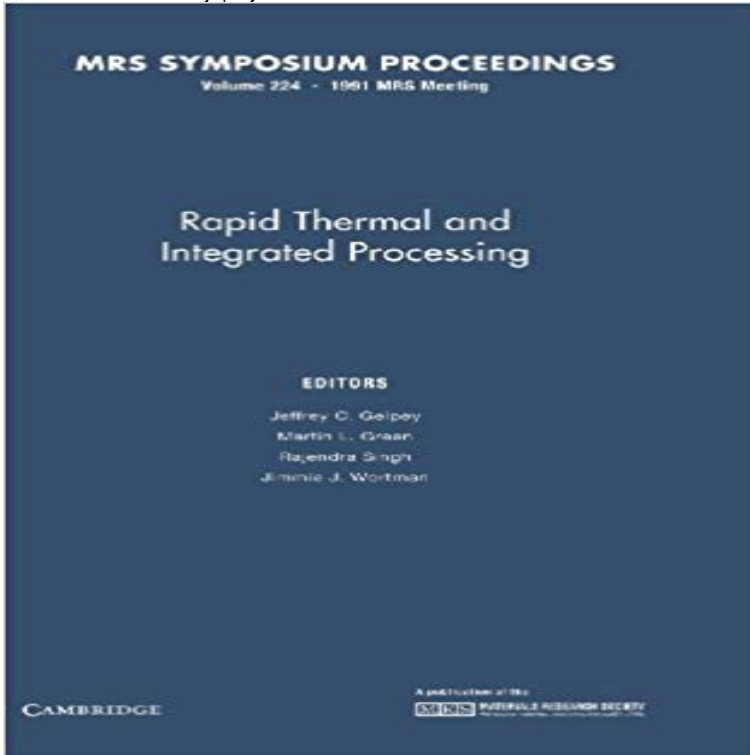 MRS SYMPOSIUM PROCEEDINGS
Volume 224 - 1991 MRS Meeting
Rapid Thermal and
Integrated Processing
EDITORS
Jeffrey C. Gelpey
Martin L. Green
Rajendra Singh
Jimmie J. Wortman
A publication of the
MRS MATERIALS RESEARCH SOCIETY
CAMBRIDGE